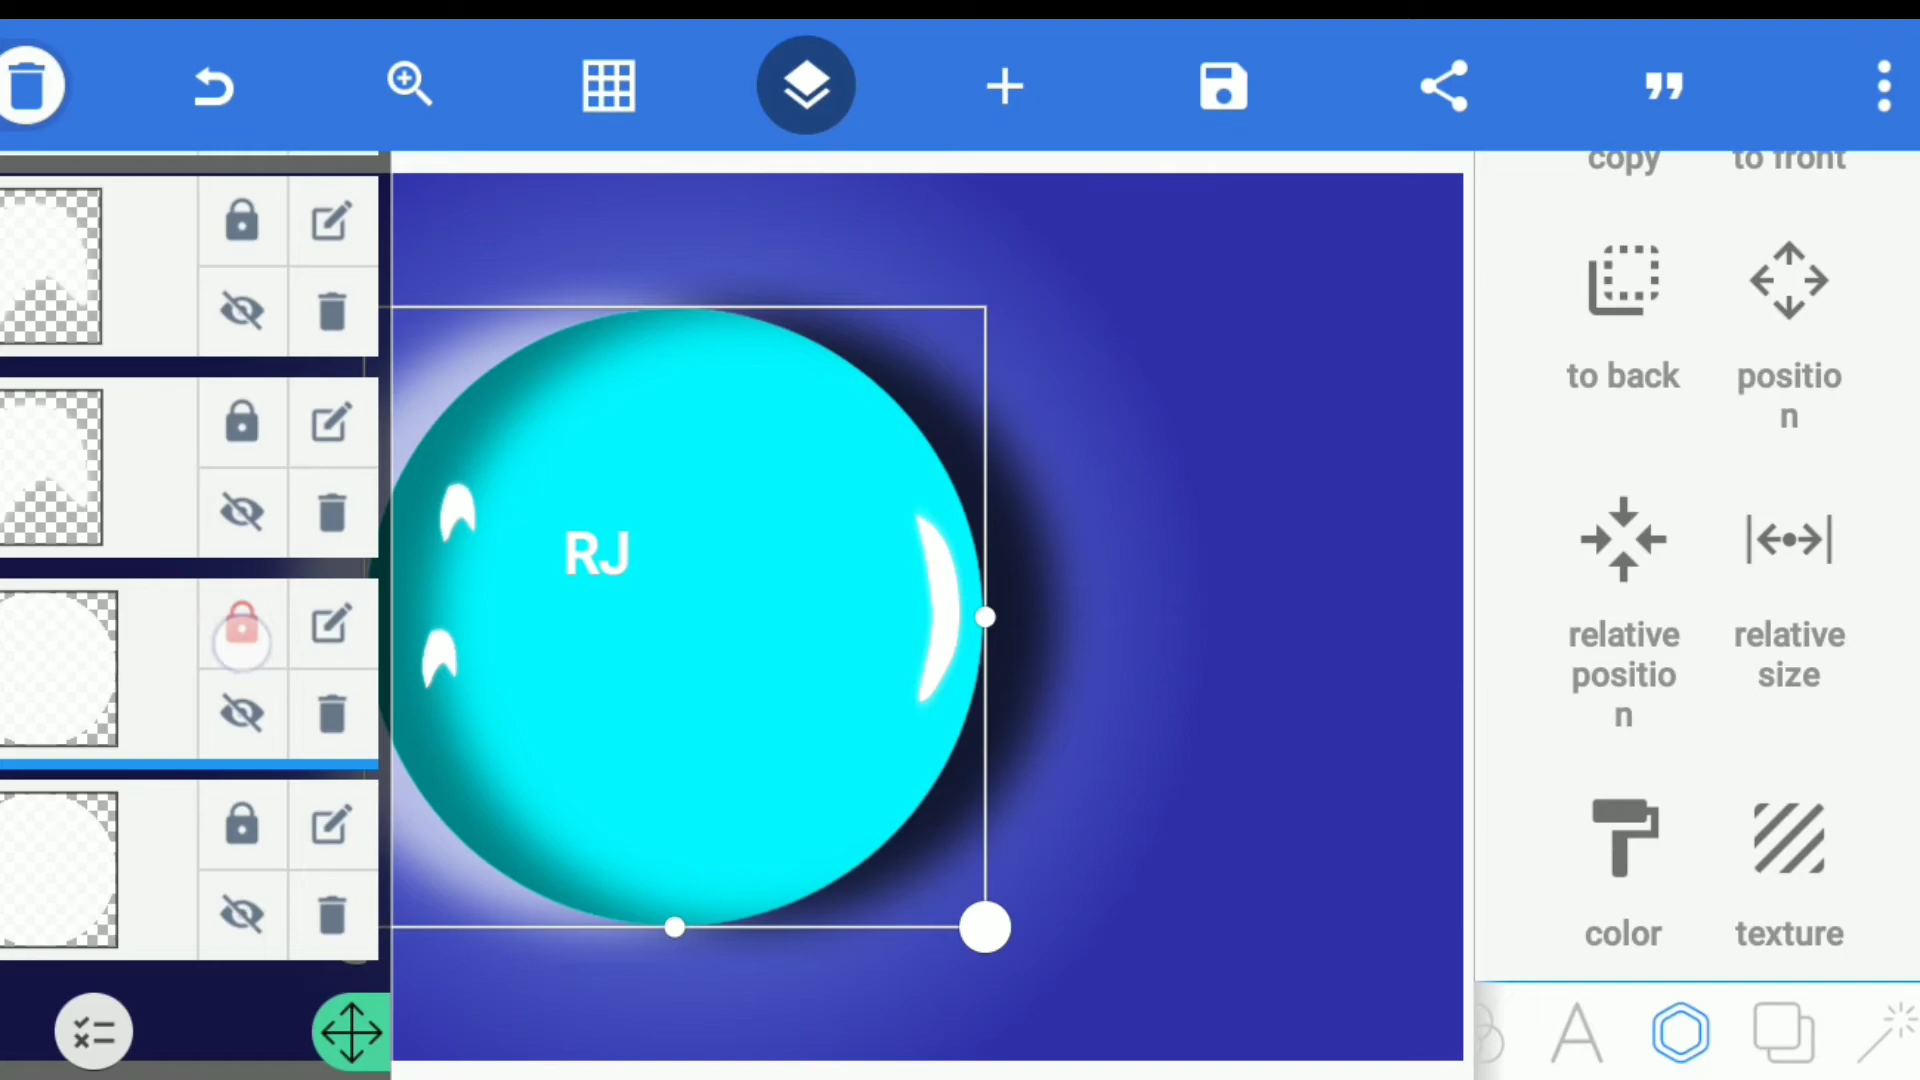 copy
to front
to back
positio
n
relative
positio
n
relative
size
color
texture
RJ